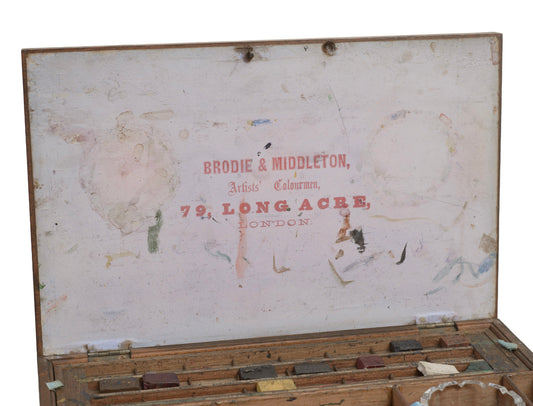 BRODIE & MIDDLETON,
Artists' Colourmen,
79, LONG ACRE,
LONDON.